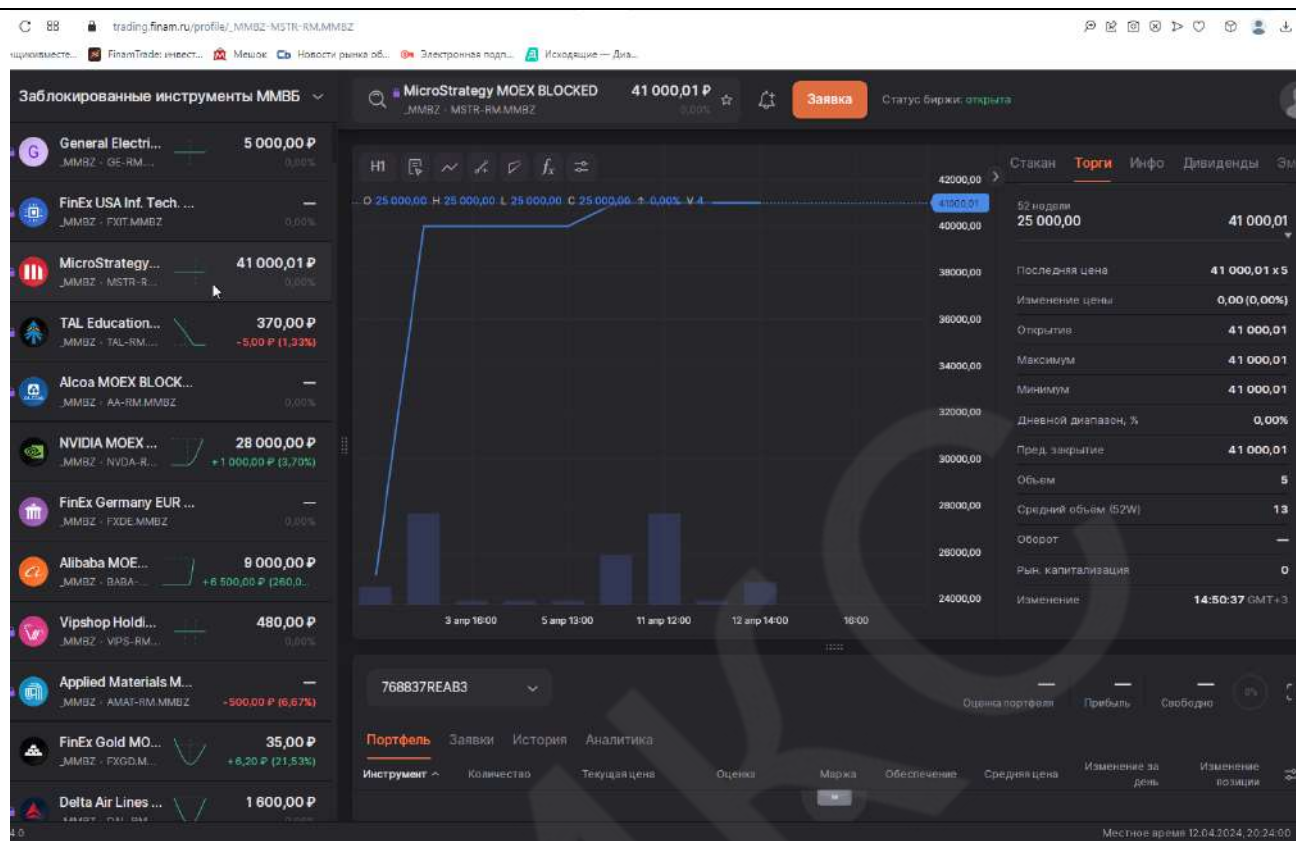 trading.finam.ru/profile/_MMBZ-MSTR-RM.MMBZ
FinamTrade: инвест... Мешок Новости рынка об... Электронная подп... Исходящие — Диа...
Заблокированные инструменты ММВБ
MicroStrategy MOEX BLOCKED 41 000,01 ₽
_MMBZ · MSTR-RM.MMBZ 0,00%
Заявка
Статус биржи: открыта
General Electri... 5 000,00 ₽
_MMBZ · GE-RM.... 0,00%
FinEx USA Inf. Tech. ... —
_MMBZ · FXIT.MMBZ 0,00%
MicroStrategy... 41 000,01 ₽
_MMBZ · MSTR-R... 0,00%
TAL Education... 370,00 ₽
_MMBZ · TAL-RM.... -5,00 ₽ (1,33%)
Alcoa MOEX BLOCK... —
_MMBZ · AA-RM.MMBZ 0,00%
NVIDIA MOEX ... 28 000,00 ₽
_MMBZ · NVDA-R... +1 000,00 ₽ (3,70%)
FinEx Germany EUR ... —
_MMBZ · FXDE.MMBZ 0,00%
Alibaba MOE... 9 000,00 ₽
_MMBZ · BABA-... +6 500,00 ₽ (260,0...
Vipshop Holdi... 480,00 ₽
_MMBZ · VIPS-RM... 0,00%
Applied Materials M... —
_MMBZ · AMAT-RM.MMBZ -500,00 ₽ (6,67%)
FinEx Gold MO... 35,00 ₽
_MMBZ · FXGD.M... +6,20 ₽ (21,53%)
Delta Air Lines ... 1 600,00 ₽
H1
O 25 000,00 H 25 000,00 L 25 000,00 C 25 000,00 0,00% V 4
42000,00
41000,01
40000,00
38000,00
36000,00
34000,00
32000,00
30000,00
28000,00
26000,00
24000,00
3 апр 16:00 5 апр 13:00 11 апр 12:00 12 апр 14:00 16:00
Стакан Торги Инфо Дивиденды Эм
52 недели
25 000,00 41 000,01
Последняя цена 41 000,01 x 5
Изменение цены 0,00 (0,00%)
Открытие 41 000,01
Максимум 41 000,01
Минимум 41 000,01
Дневной диапазон, % 0,00%
Пред. закрытие 41 000,01
Объем 5
Средний объём (52W) 13
Оборот —
Рын. капитализация 0
Изменение 14:50:37 GMT+3
768837REAB3
Оценка портфеля Прибыль Свободно 0%
Портфель Заявки История Аналитика
Инструмент Количество Текущая цена Оценка Маржа Обеспечение Средняя цена Изменение за день Изменение позиции
Местное время 12.04.2024, 20:24:00